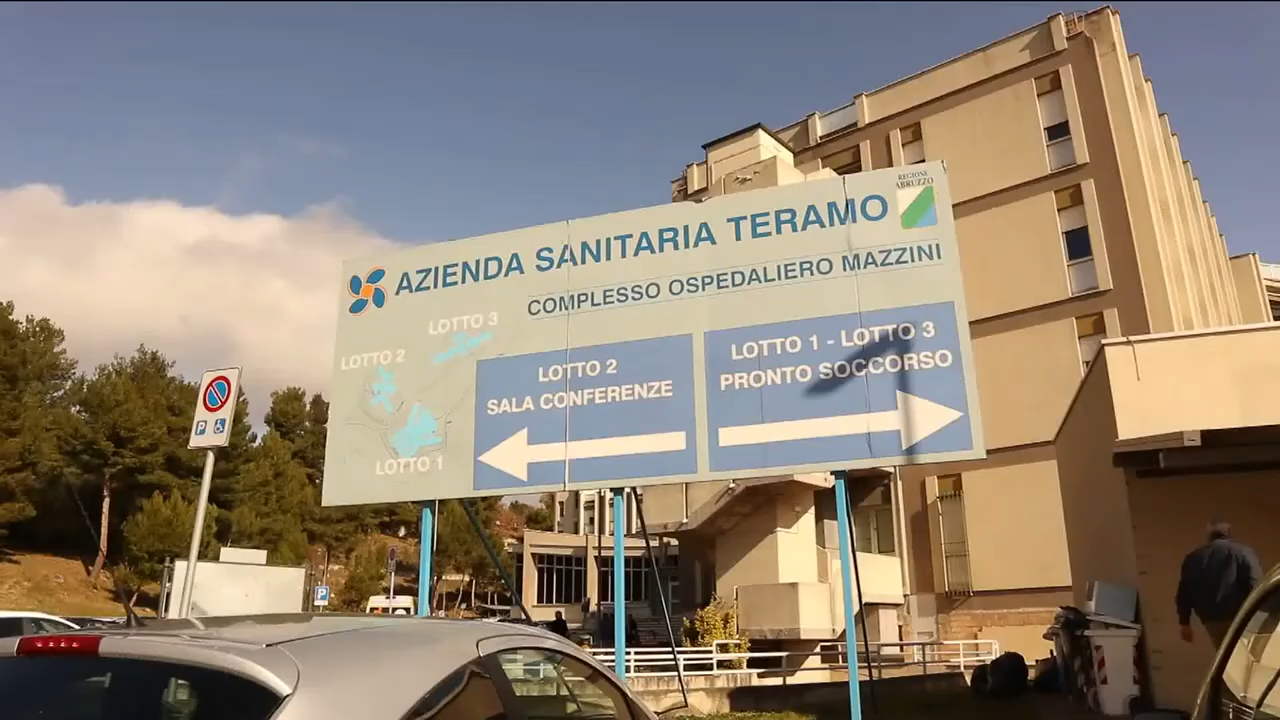 REGIONE
ABRUZZO
AZIENDA SANITARIA TERAMO
COMPLESSO OSPEDALIERO MAZZINI
LOTTO 3
LOTTO 2
LOTTO 1
LOTTO 2
SALA CONFERENZE
LOTTO 1 - LOTTO 3
PRONTO SOCCORSO
P
P